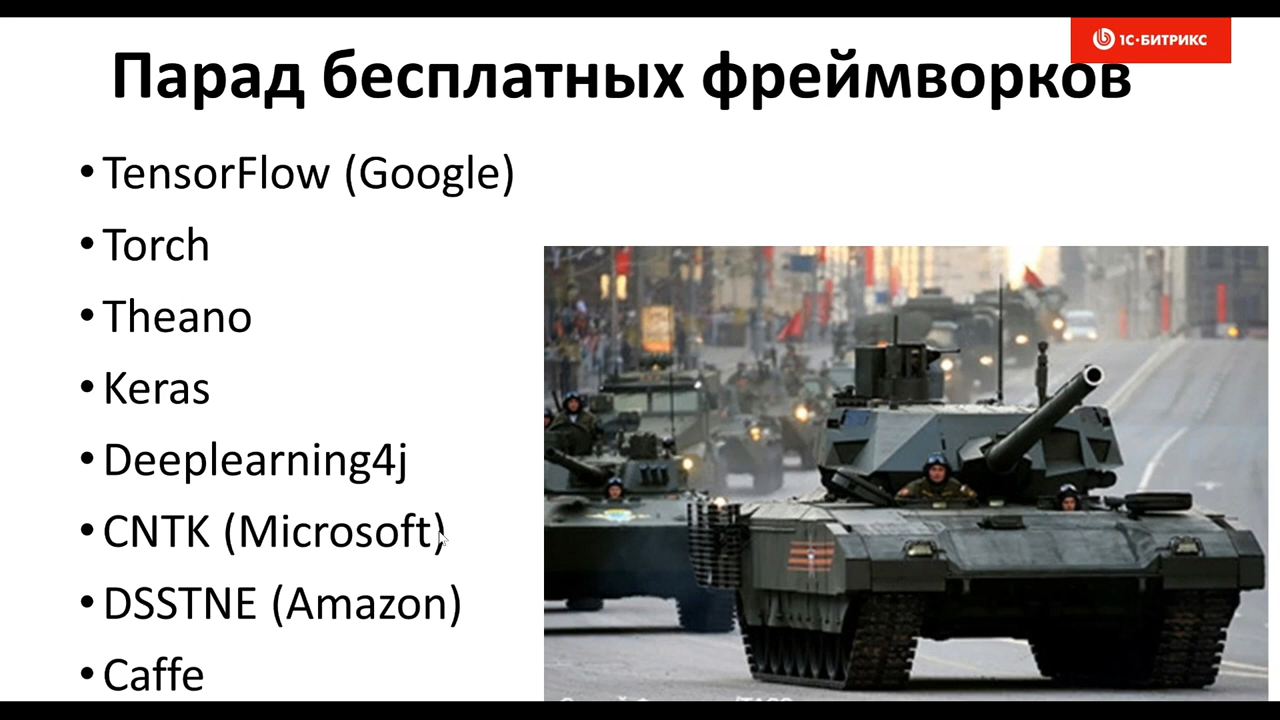 1С·БИТРИКС
Парад бесплатных фреймворков
• TensorFlow (Google)
• Torch
• Theano
• Keras
• Deeplearning4j
• CNTK (Microsoft)
• DSSTNE (Amazon)
• Caffe